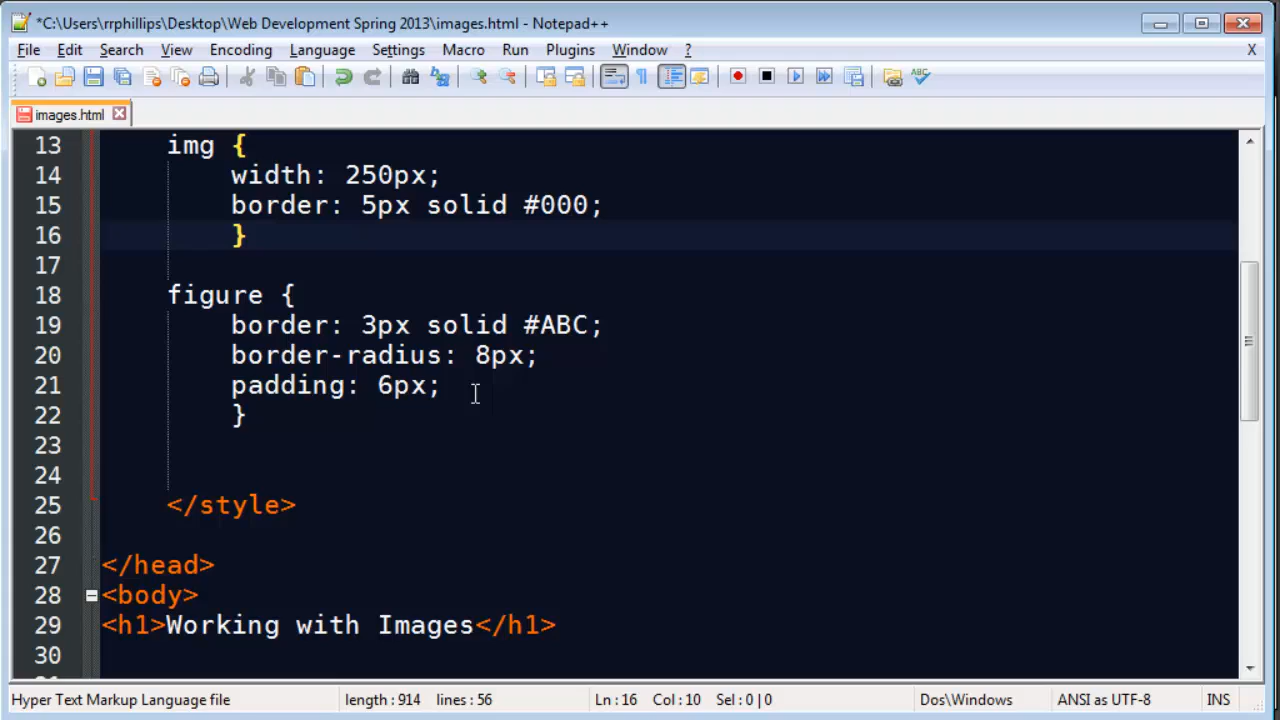 *C:\Users\rrphillips\Desktop\Web Development Spring 2013\images.html - Notepad++
File Edit Search View Encoding Language Settings Macro Run Plugins Window ? X
images.html
13 img {
14 width: 250px;
15 border: 5px solid #000;
16 }
17
18 figure {
19 border: 3px solid #ABC;
20 border-radius: 8px;
21 padding: 6px;
22 }
23
24
25 </style>
26
27 </head>
28 <body>
29 <h1>Working with Images</h1>
30
Hyper Text Markup Language file length : 914 lines : 56 Ln : 16 Col : 10 Sel : 0 | 0 Dos\Windows ANSI as UTF-8 INS